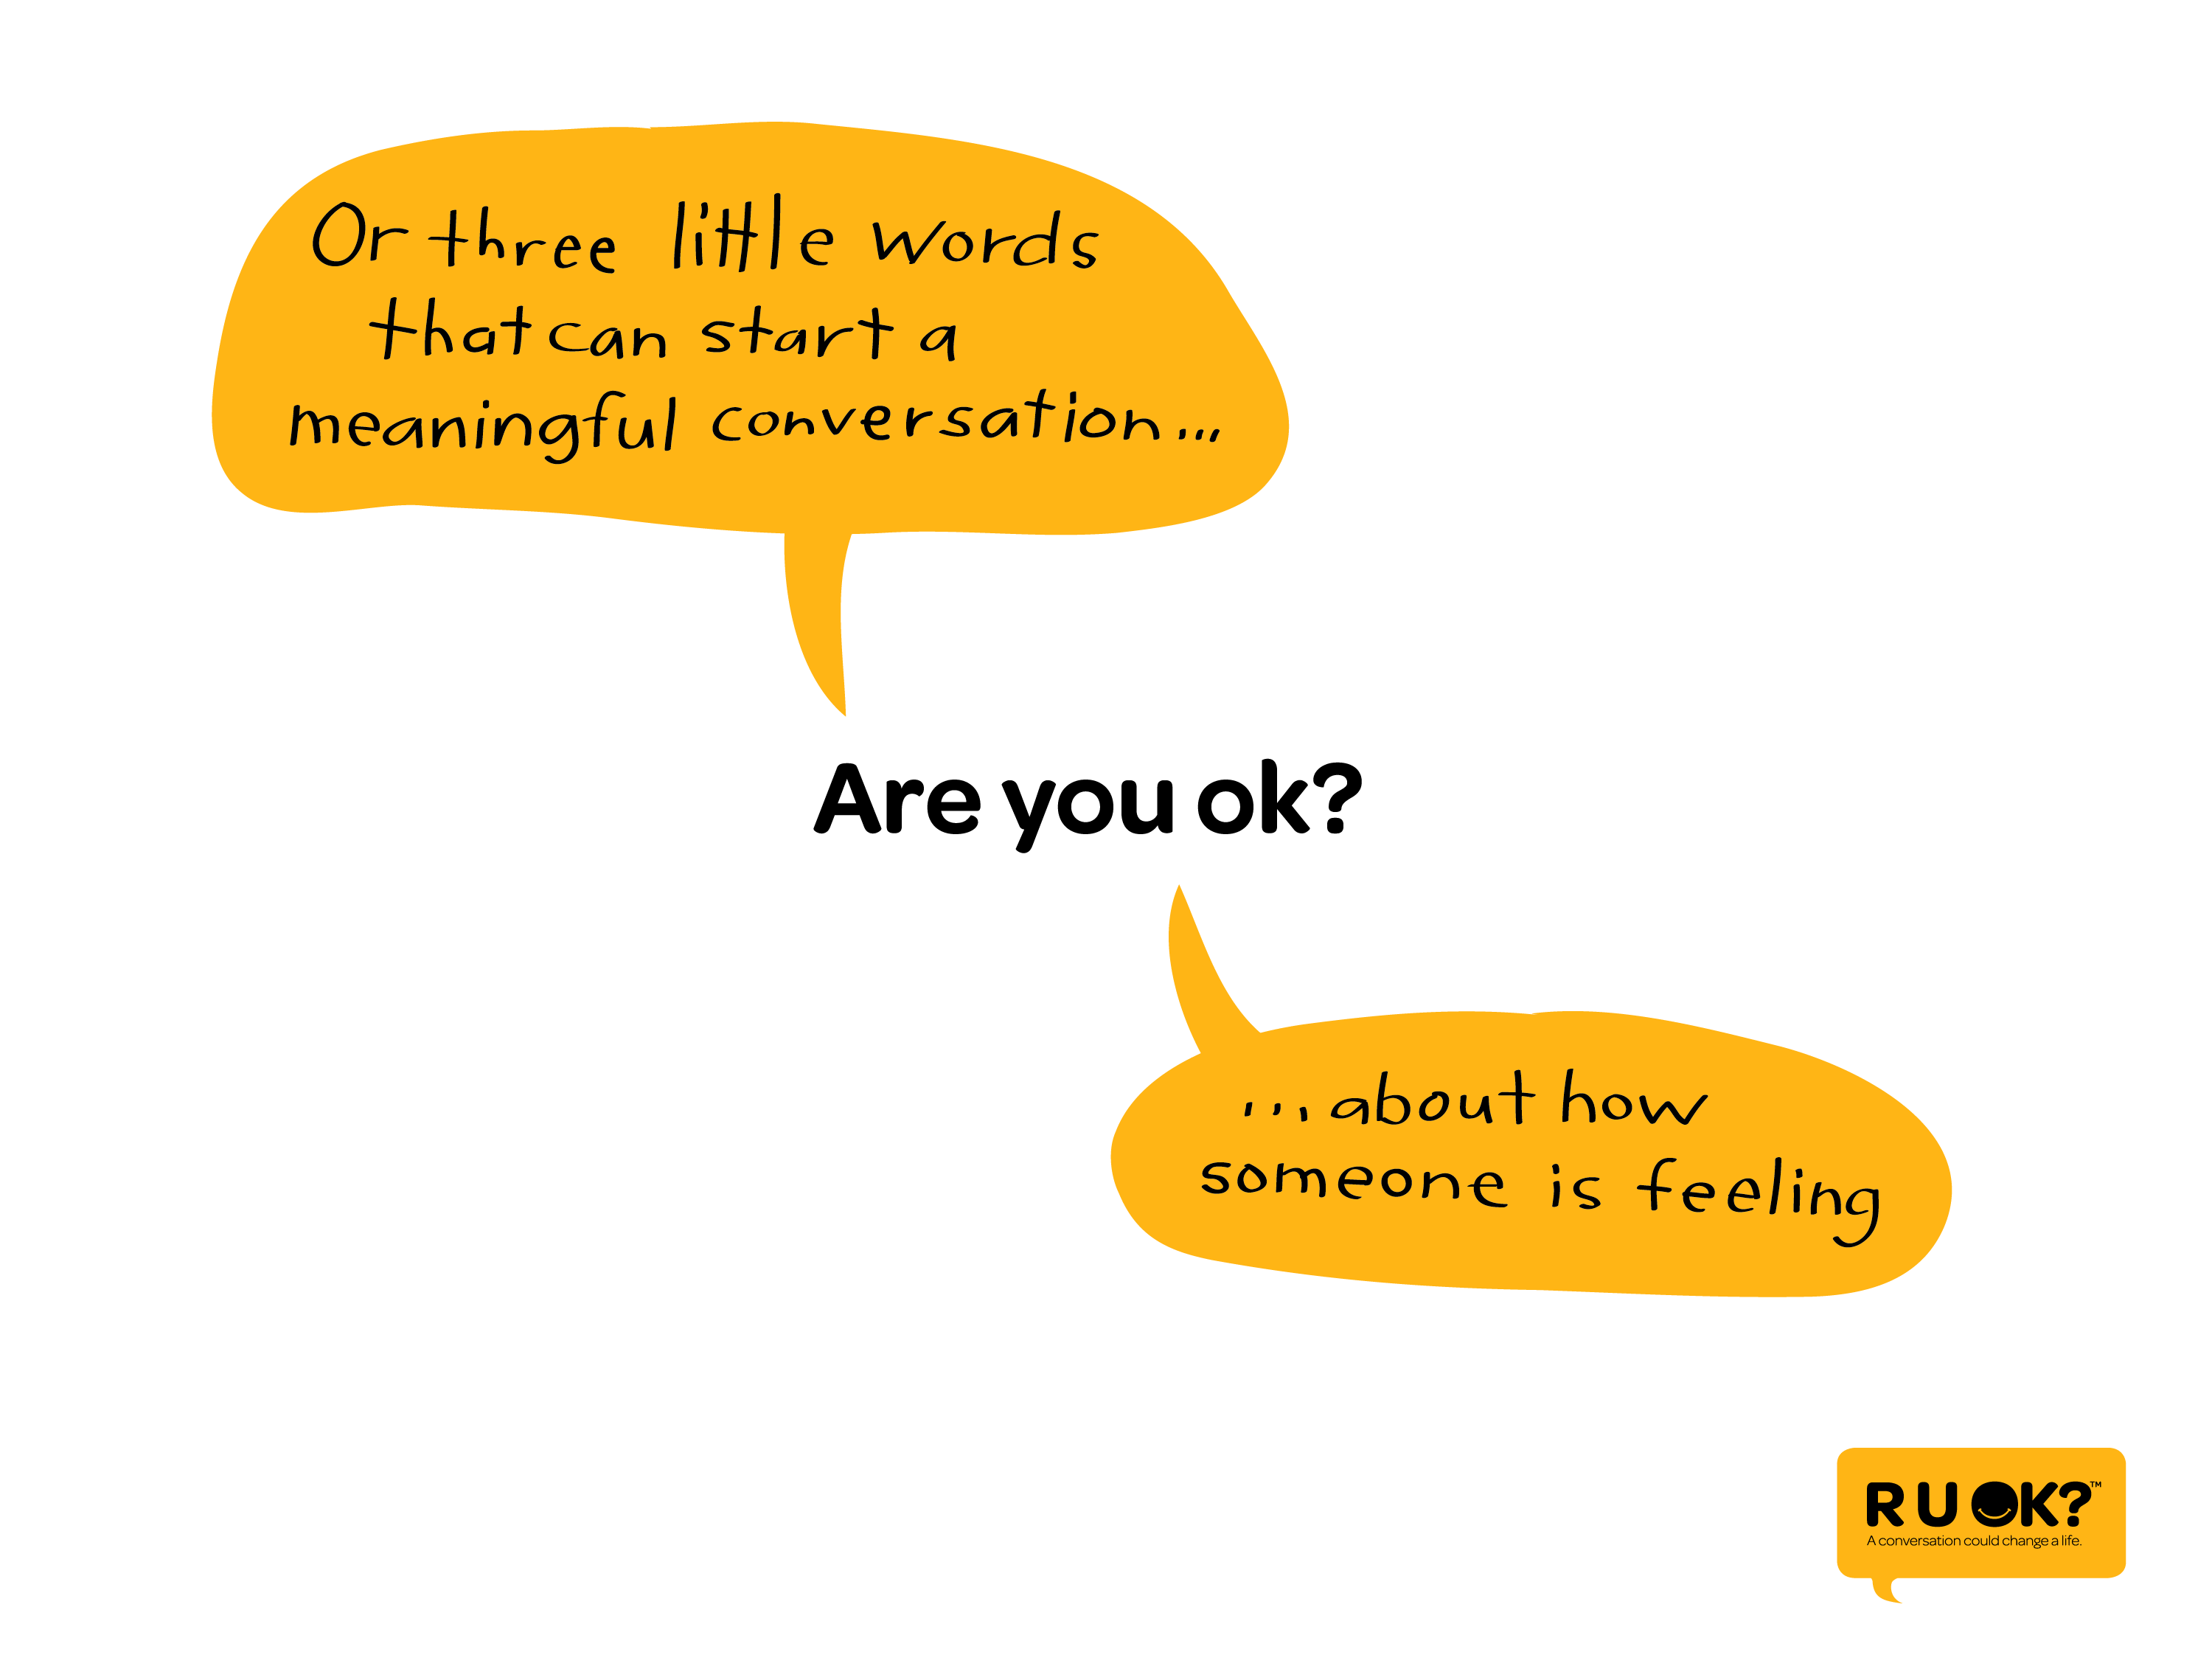 Or three little words
that can start a
meaningful conversation...
Are you ok?
...about how
someone is feeling
R U OK?™
A conversation could change a life.